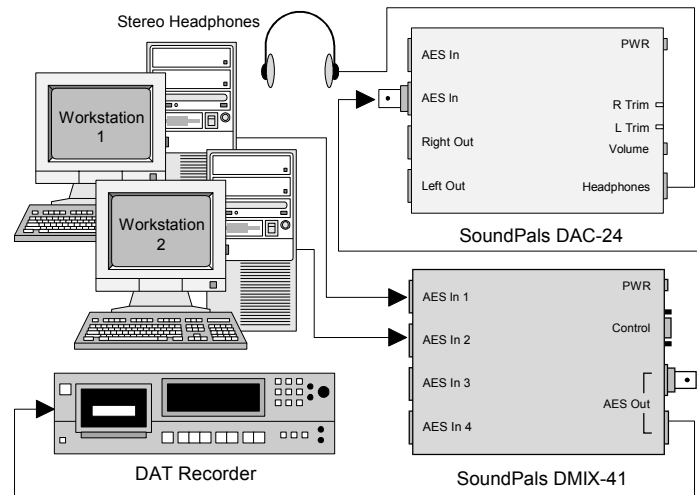 Stereo Headphones
Workstation
1
Workstation
2
AES In
AES In
Right Out
Left Out
PWR
R Trim
L Trim
Volume
Headphones
SoundPals DAC-24
AES In 1
AES In 2
AES In 3
AES In 4
PWR
Control
AES Out
DAT Recorder
SoundPals DMIX-41